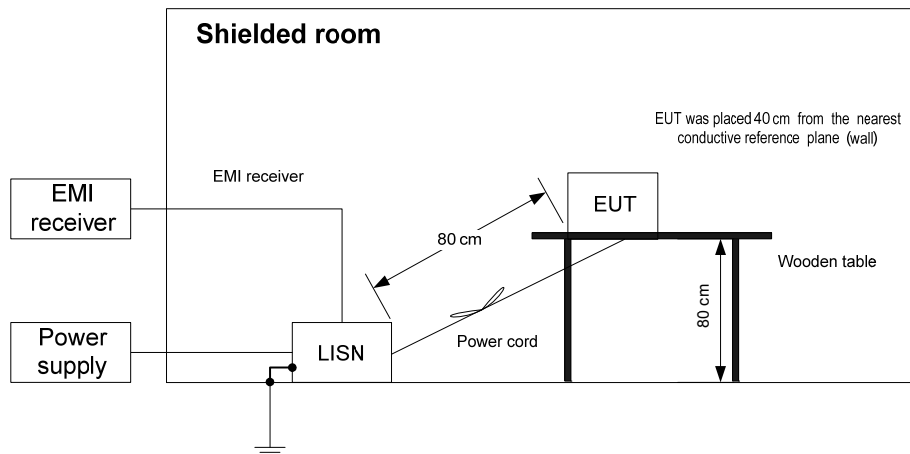 Shielded room
EUT was placed 40 cm from the nearest
conductive reference plane (wall)
EMI receiver
EMI
receiver
EUT
80 cm
Wooden table
80 cm
Power cord
LISN
Power
supply